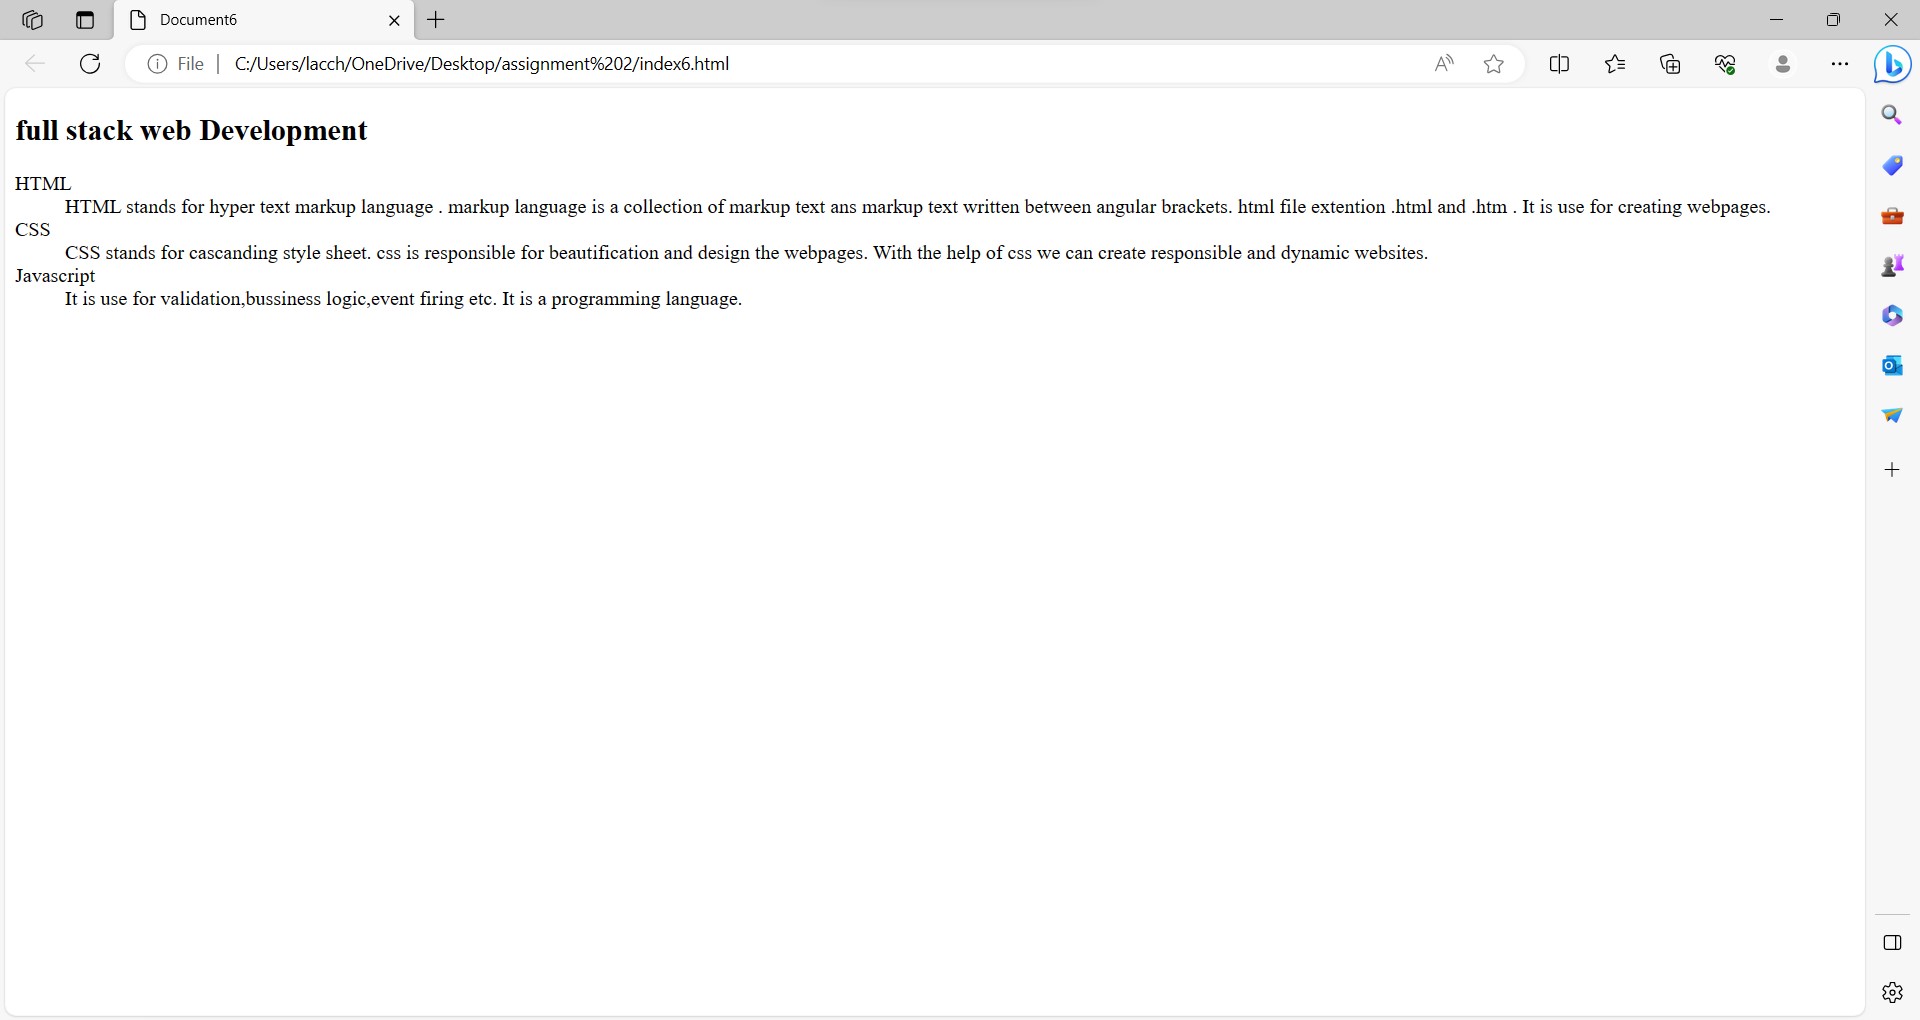 Document6
File
C:/Users/lacch/OneDrive/Desktop/assignment%202/index6.html
full stack web Development
HTML
HTML stands for hyper text markup language . markup language is a collection of markup text ans markup text written between angular brackets. html file extention .html and .htm . It is use for creating webpages.
CSS
CSS stands for cascanding style sheet. css is responsible for beautification and design the webpages. With the help of css we can create responsible and dynamic websites.
Javascript
It is use for validation,bussiness logic,event firing etc. It is a programming language.